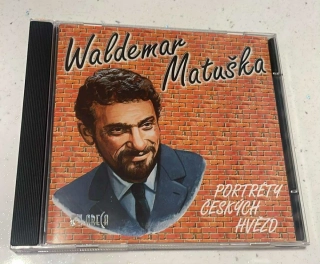 Waldemar
Matuška
PORTRÉTY
ČESKÝCH
HVĚZD